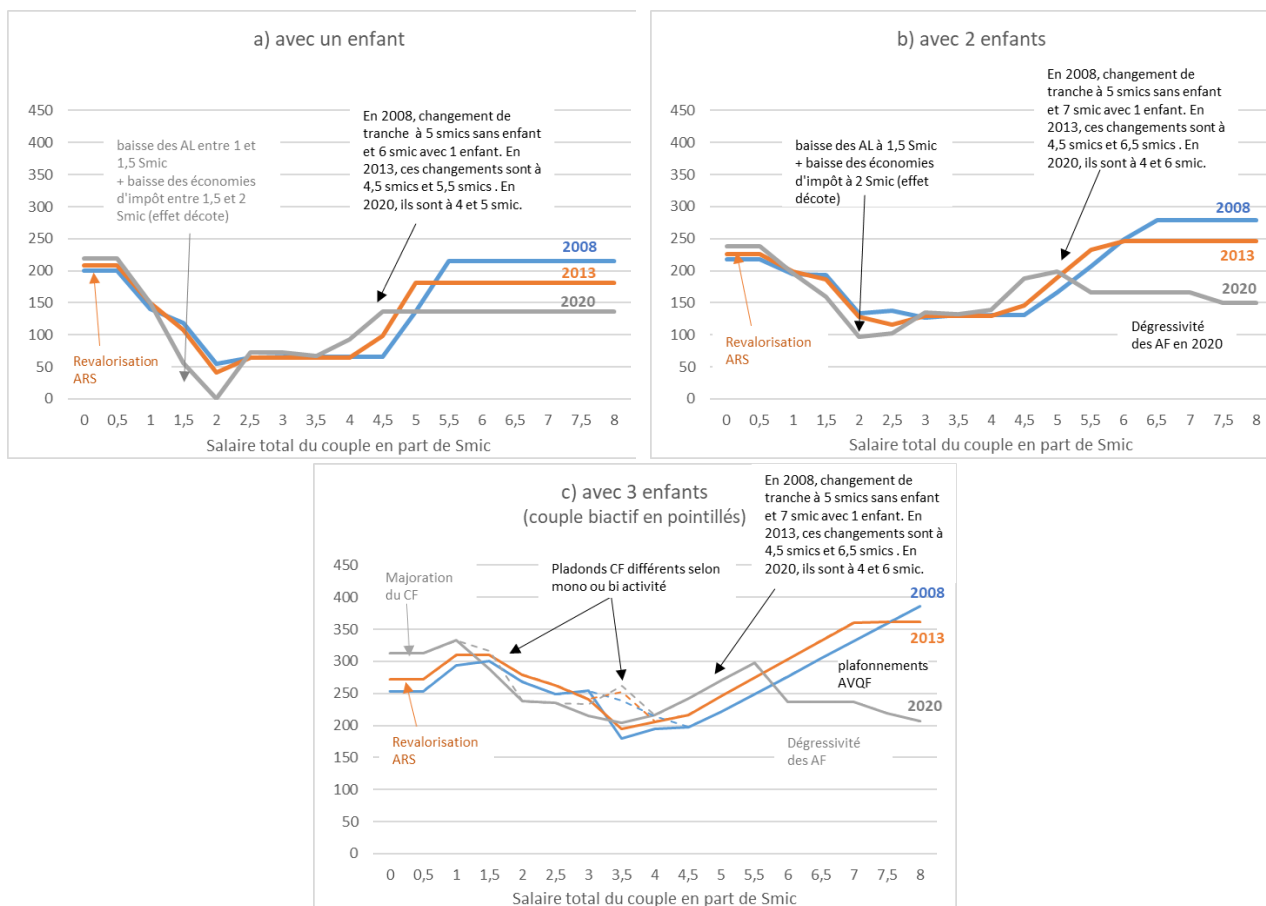 a) avec un enfant
450
400
350
300
250
200
150
100
50
0
baisse des AL entre 1 et
1,5 Smic
+ baisse des économies
d'impôt entre 1,5 et 2
Smic (effet décote)
En 2008, changement de
tranche à 5 smics sans enfant
et 6 smic avec 1 enfant. En
2013, ces changements sont à
4,5 smics et 5,5 smics . En
2020, ils sont à 4 et 5 smic.
2008
2013
2020
Revalorisation
ARS
0 0,5 1 1,5 2 2,5 3 3,5 4 4,5 5 5,5 6 6,5 7 7,5 8
Salaire total du couple en part de Smic
b) avec 2 enfants
450
400
350
300
250
200
150
100
50
0
baisse des AL à 1,5 Smic
+ baisse des économies
d'impôt à 2 Smic (effet
décote)
En 2008, changement de
tranche à 5 smics sans enfant
et 7 smic avec 1 enfant. En
2013, ces changements sont à
4,5 smics et 6,5 smics . En
2020, ils sont à 4 et 6 smic.
2008
2013
2020
Revalorisation
ARS
Dégressivité
des AF en 2020
0 0,5 1 1,5 2 2,5 3 3,5 4 4,5 5 5,5 6 6,5 7 7,5 8
Salaire total du couple en part de Smic
c) avec 3 enfants
(couple biactif en pointillés)
450
400
350
300
250
200
150
100
50
0
Majoration
du CF
Pladonds CF différents selon
mono ou bi activité
En 2008, changement de
tranche à 5 smics sans enfant
et 7 smic avec 1 enfant. En
2013, ces changements sont à
4,5 smics et 6,5 smics . En
2020, ils sont à 4 et 6 smic.
2008
2013
plafonnements
AVQF
2020
Revalorisation
ARS
Dégressivité
des AF
0 0,5 1 1,5 2 2,5 3 3,5 4 4,5 5 5,5 6 6,5 7 7,5 8
Salaire total du couple en part de Smic